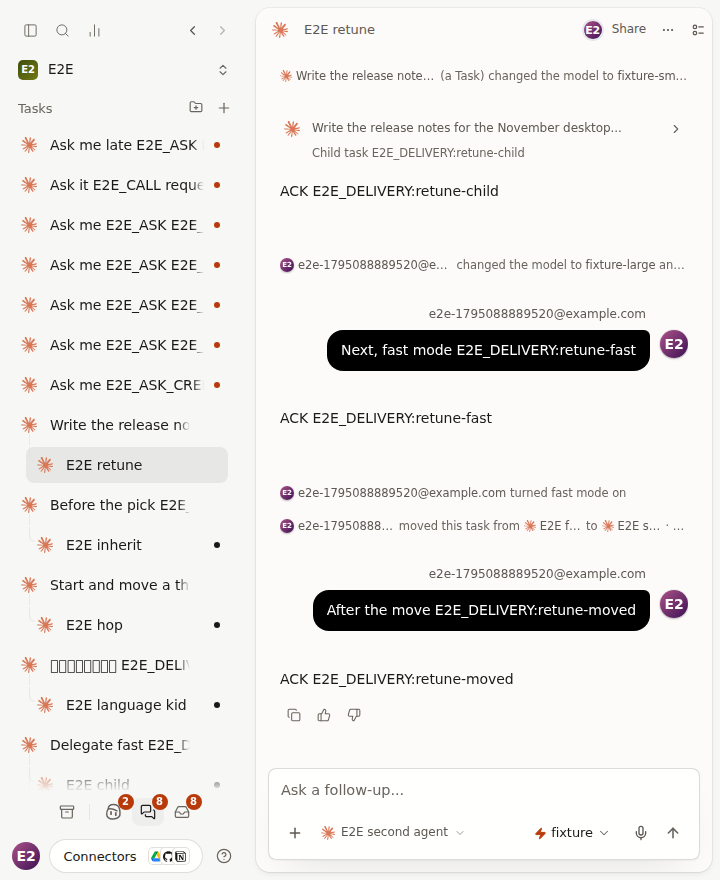 E2 E2E
Tasks
Ask me late E2E_ASK
Ask it E2E_CALL reque
Ask me E2E_ASK E2E_
Ask me E2E_ASK E2E_
Ask me E2E_ASK E2E_
Ask me E2E_ASK E2E_
Ask me E2E_ASK_CRE
Write the release no
E2E retune
Before the pick E2E_
E2E inherit
Start and move a th
E2E hop
E2E_DELIV
E2E language kid
Delegate fast E2E_D
E2E child
2 8 8
E2 Connectors
E2E retune
E2 Share
Write the release note… (a Task) changed the model to fixture-sm…
Write the release notes for the November desktop…
Child task E2E_DELIVERY:retune-child
ACK E2E_DELIVERY:retune-child
E2 e2e-1795088889520@e… changed the model to fixture-large an…
e2e-1795088889520@example.com
Next, fast mode E2E_DELIVERY:retune-fast
E2
ACK E2E_DELIVERY:retune-fast
E2 e2e-1795088889520@example.com turned fast mode on
E2 e2e-17950888… moved this task from E2E f… to E2E s… · …
e2e-1795088889520@example.com
After the move E2E_DELIVERY:retune-moved
E2
ACK E2E_DELIVERY:retune-moved
Ask a follow-up...
E2E second agent
fixture